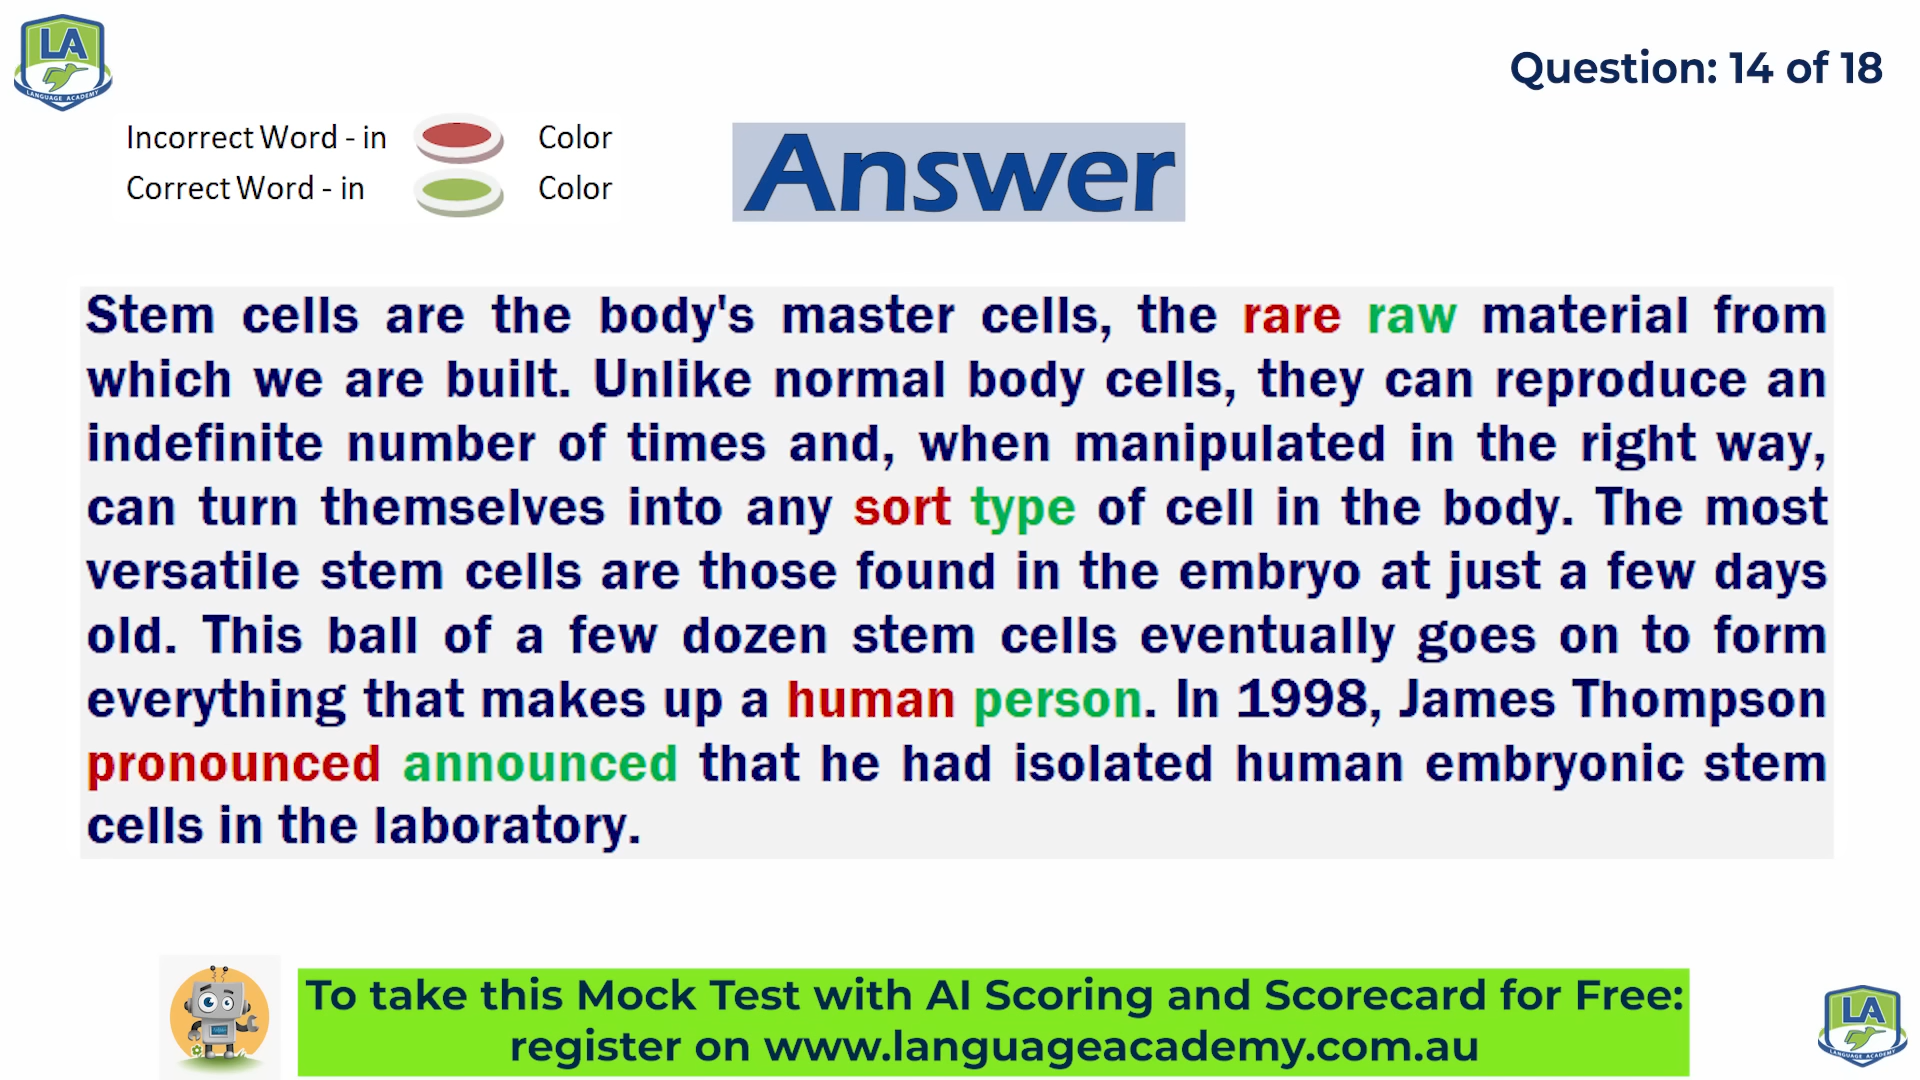 LA
LANGUAGE ACADEMY
Question: 14 of 18
Incorrect Word - in Color
Correct Word - in Color
Answer
Stem cells are the body's master cells, the rare raw material from
which we are built. Unlike normal body cells, they can reproduce an
indefinite number of times and, when manipulated in the right way,
can turn themselves into any sort type of cell in the body. The most
versatile stem cells are those found in the embryo at just a few days
old. This ball of a few dozen stem cells eventually goes on to form
everything that makes up a human person. In 1998, James Thompson
pronounced announced that he had isolated human embryonic stem
cells in the laboratory.
To take this Mock Test with AI Scoring and Scorecard for Free:
register on www.languageacademy.com.au
LA
LANGUAGE ACADEMY